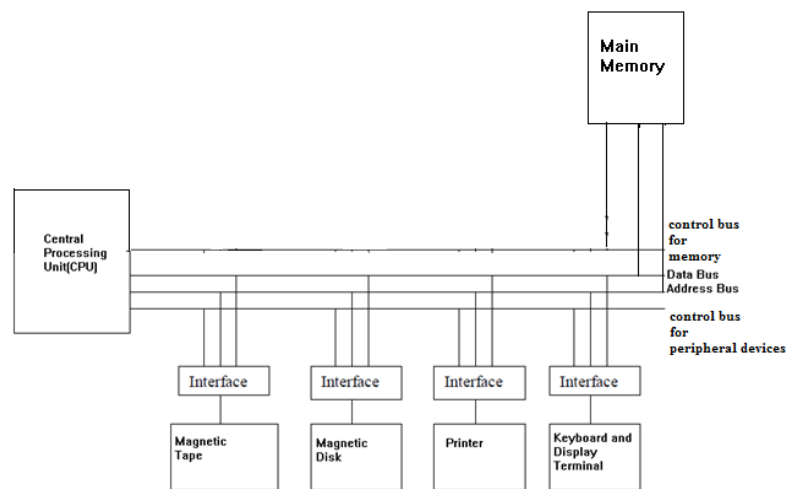 Main
Memory
Central
Processing
Unit(CPU)
control bus
for
memory
Data Bus
Address Bus
control bus
for
peripheral devices
Interface
Interface
Interface
Interface
Magnetic
Tape
Magnetic
Disk
Printer
Keyboard and
Display
Terminal